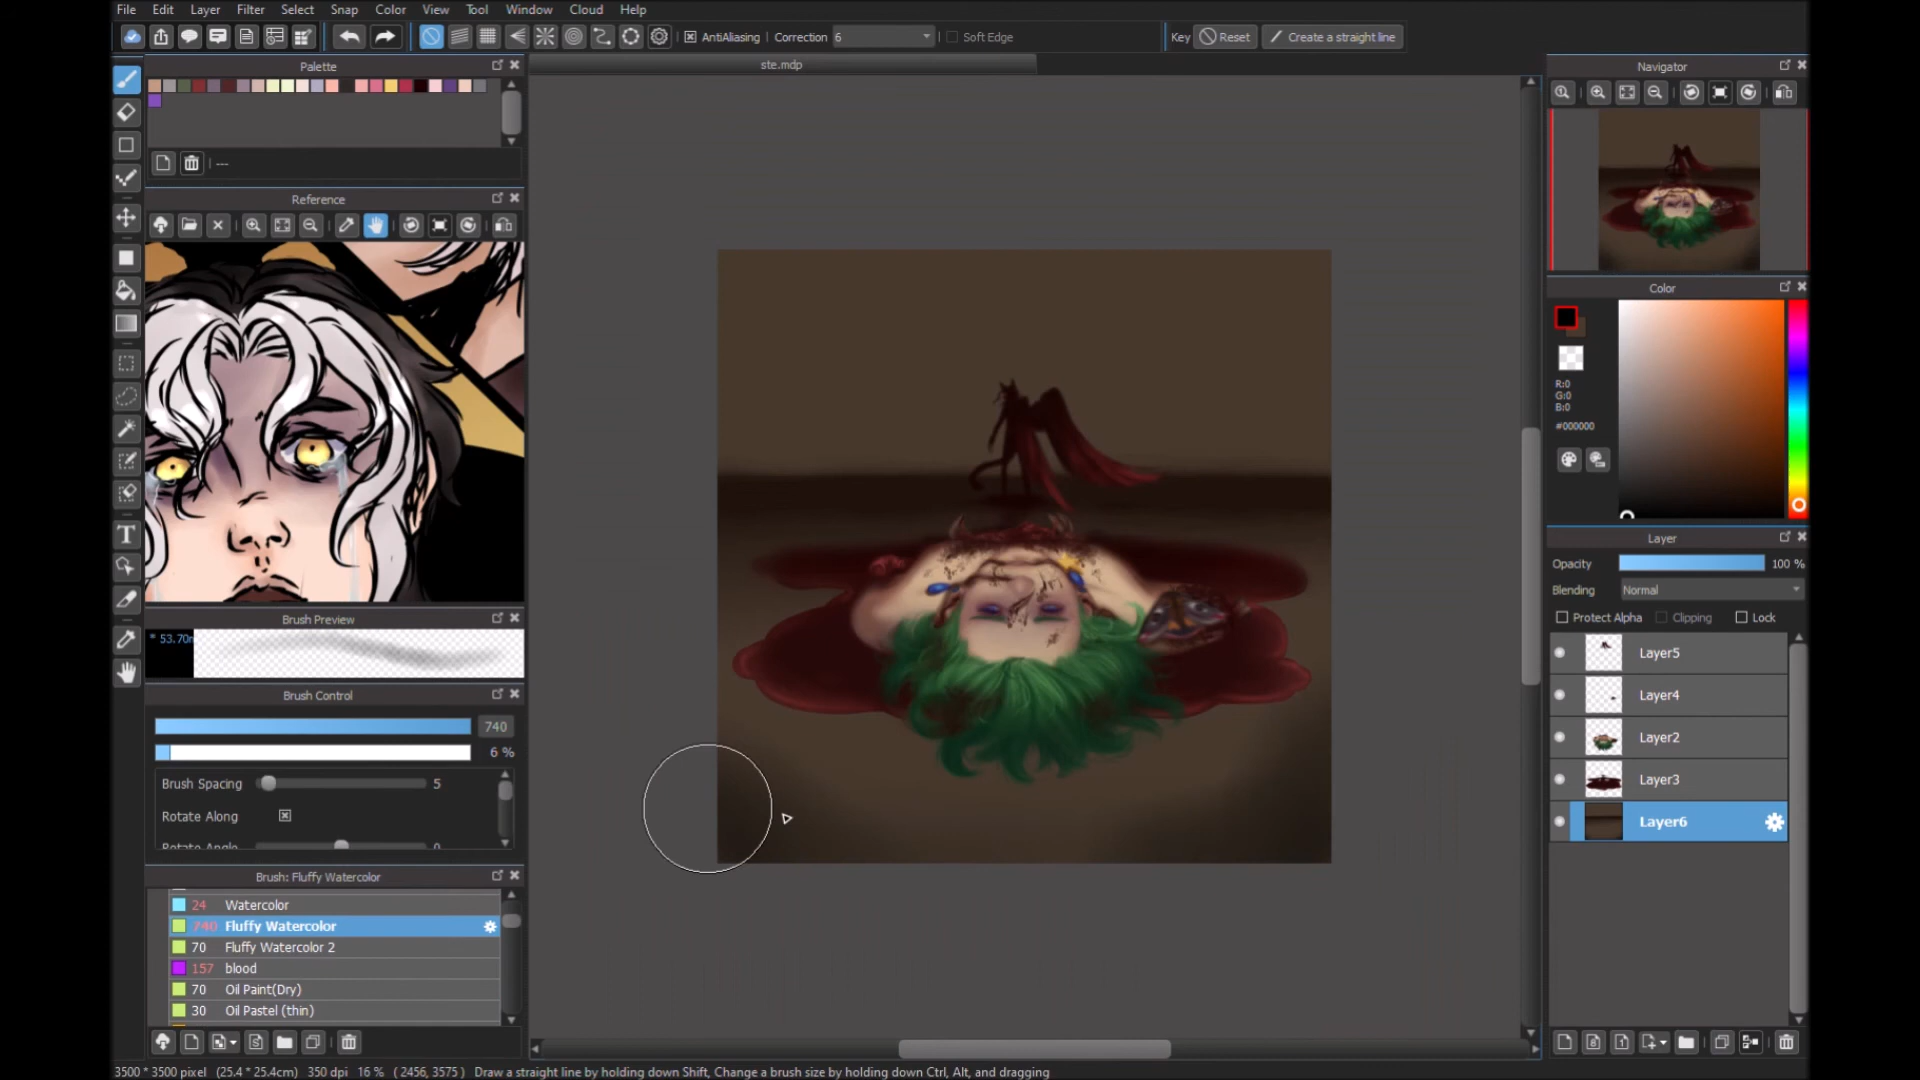 File Edit Layer Filter Select Snap Color View Tool Window Cloud Help
AntiAliasing Correction 6 Soft Edge Key Reset Create a straight line
Palette
ste.mdp
Navigator
---
Reference
Color
R:0
G:0
B:0
#000000
Layer
Opacity 100 %
Blending Normal
Protect Alpha Clipping Lock
Layer5
Layer4
Layer2
Layer3
Layer6
Brush Preview
* 53.70
Brush Control
740
6 %
Brush Spacing 5
Rotate Along
Rotate Angle 0
Brush: Fluffy Watercolor
24 Watercolor
740 Fluffy Watercolor
70 Fluffy Watercolor 2
157 blood
70 Oil Paint(Dry)
30 Oil Pastel (thin)
3500 * 3500 pixel (25.4 * 25.4cm) 350 dpi 16 % ( 2456, 3575 ) Draw a straight line by holding down Shift, Change a brush size by holding down Ctrl, Alt, and dragging